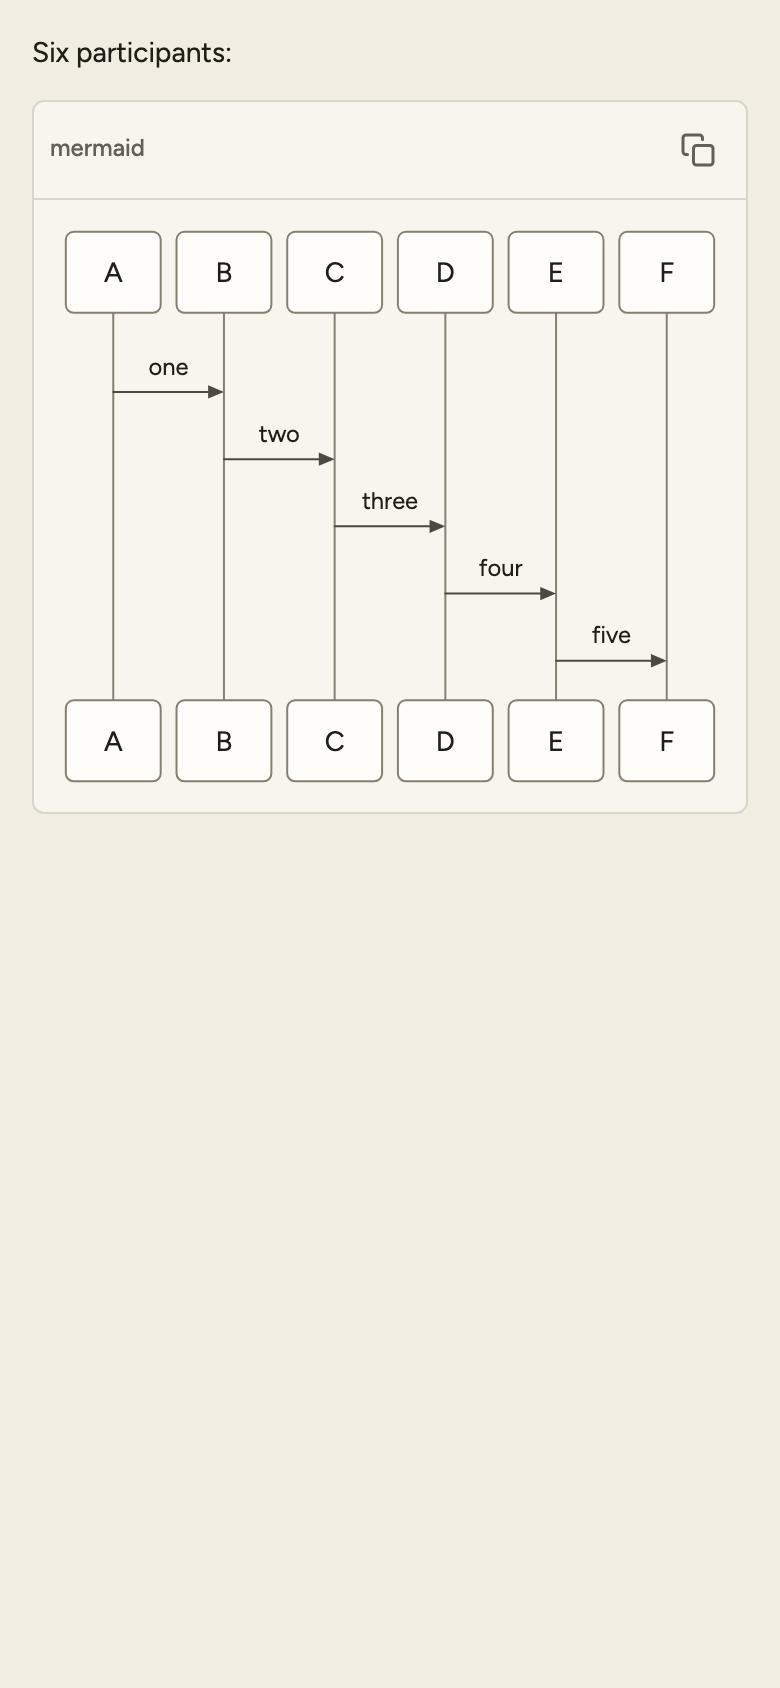 Six participants:
mermaid
A B C D E F
one
two
three
four
five
A B C D E F